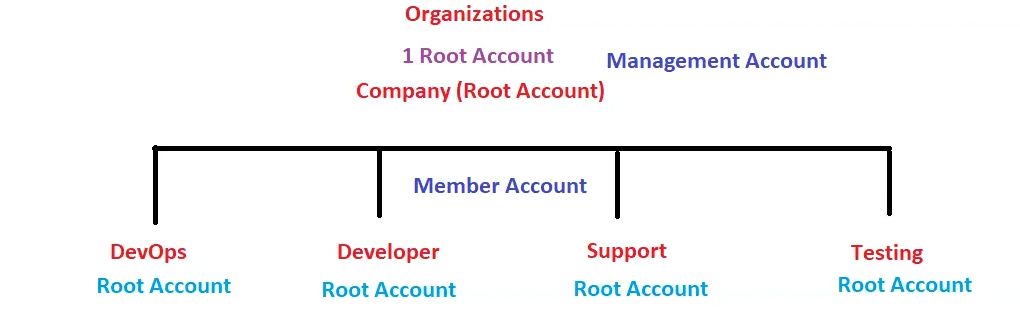 Organizations
1 Root Account
Management Account
Company (Root Account)
Member Account
DevOps
Developer
Support
Testing
Root Account
Root Account
Root Account
Root Account